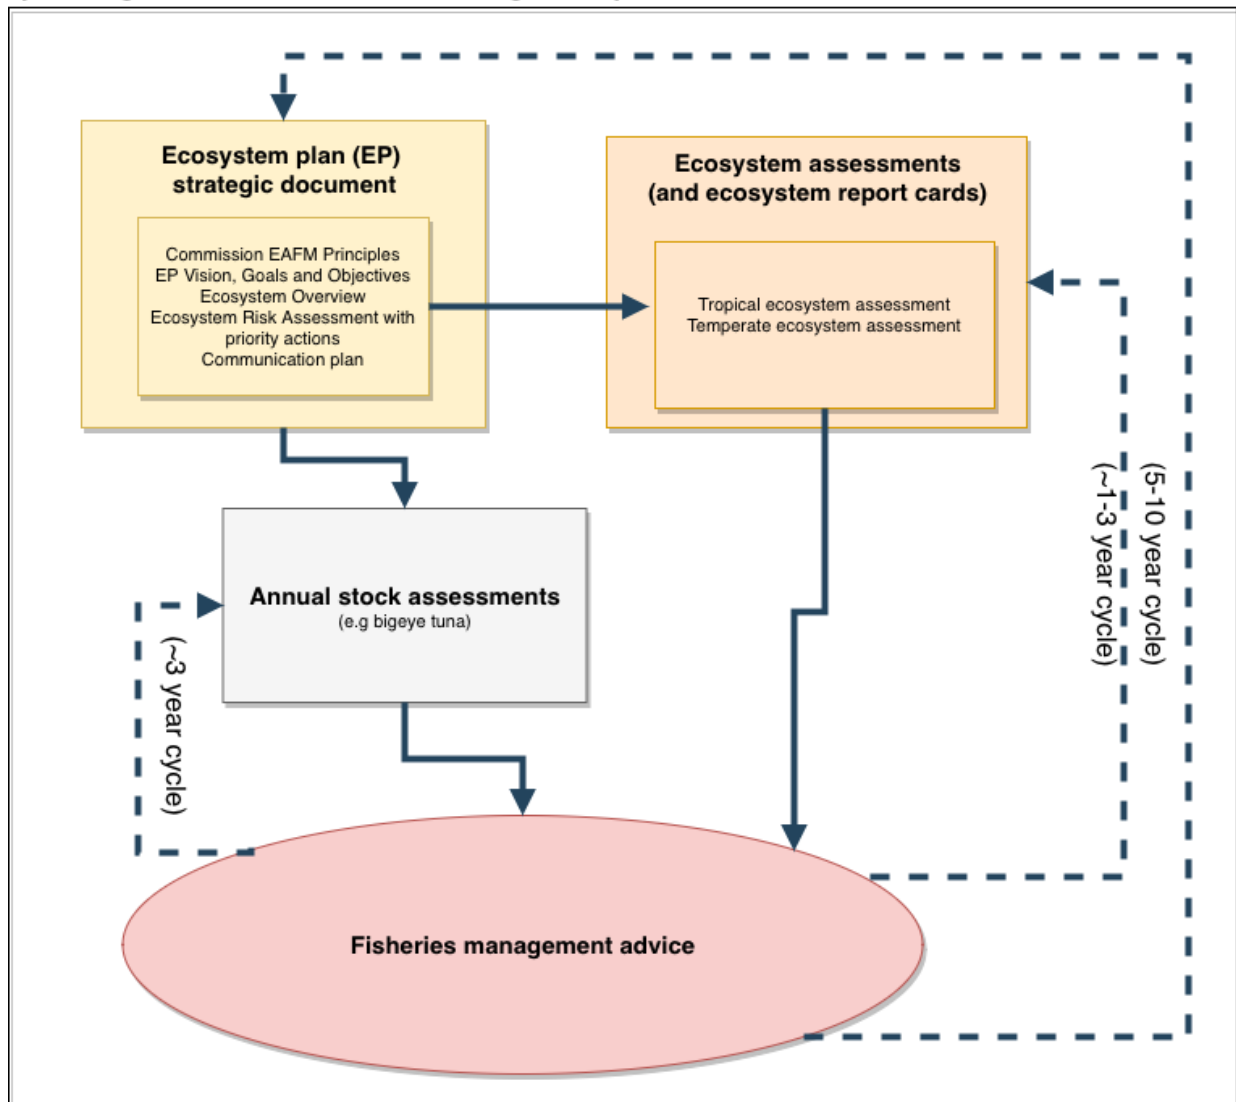 Ecosystem plan (EP)
strategic document
Commission EAFM Principles
EP Vision, Goals and Objectives
Ecosystem Overview
Ecosystem Risk Assessment with
priority actions
Communication plan
Ecosystem assessments
(and ecosystem report cards)
Tropical ecosystem assessment
Temperate ecosystem assessment
Annual stock assessments
(e.g bigeye tuna)
(~3 year cycle)
(5-10 year cycle)
(~1-3 year cycle)
Fisheries management advice